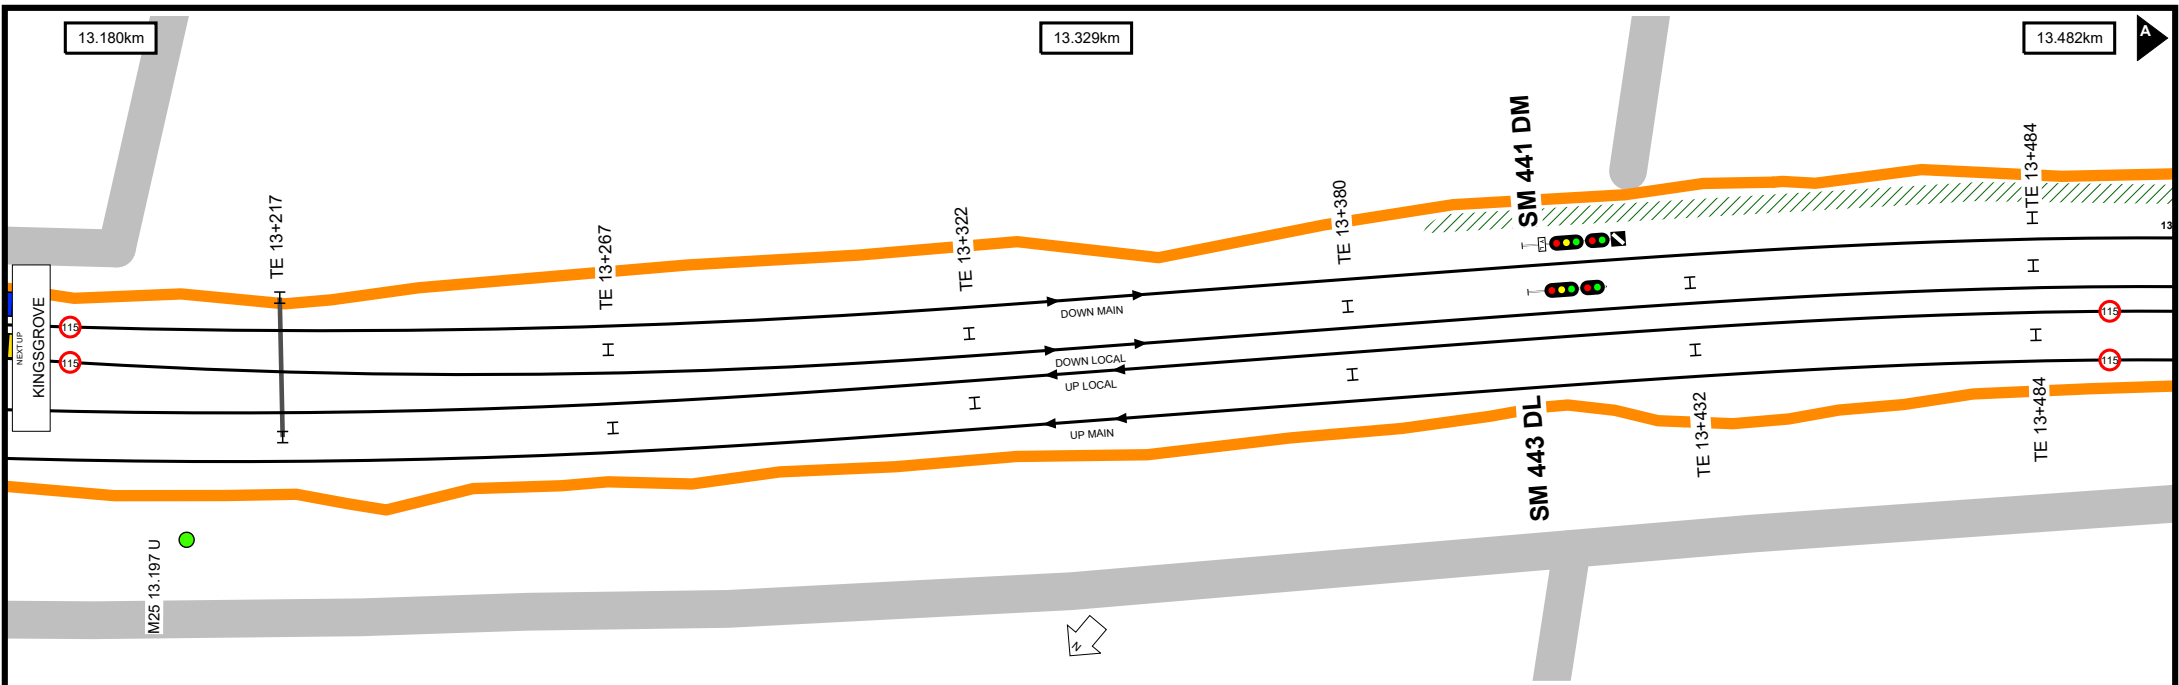 13.180km
13.329km
13.482km
A
SM 441 DM
TE 13+484
TE 13+217
TE 13+267
TE 13+322
TE 13+380
13
NEXT UP
KINGSGROVE
115
115
DOWN MAIN
DOWN LOCAL
UP LOCAL
UP MAIN
115
115
SM 443 DL
TE 13+432
TE 13+484
M25 13.197 U
N